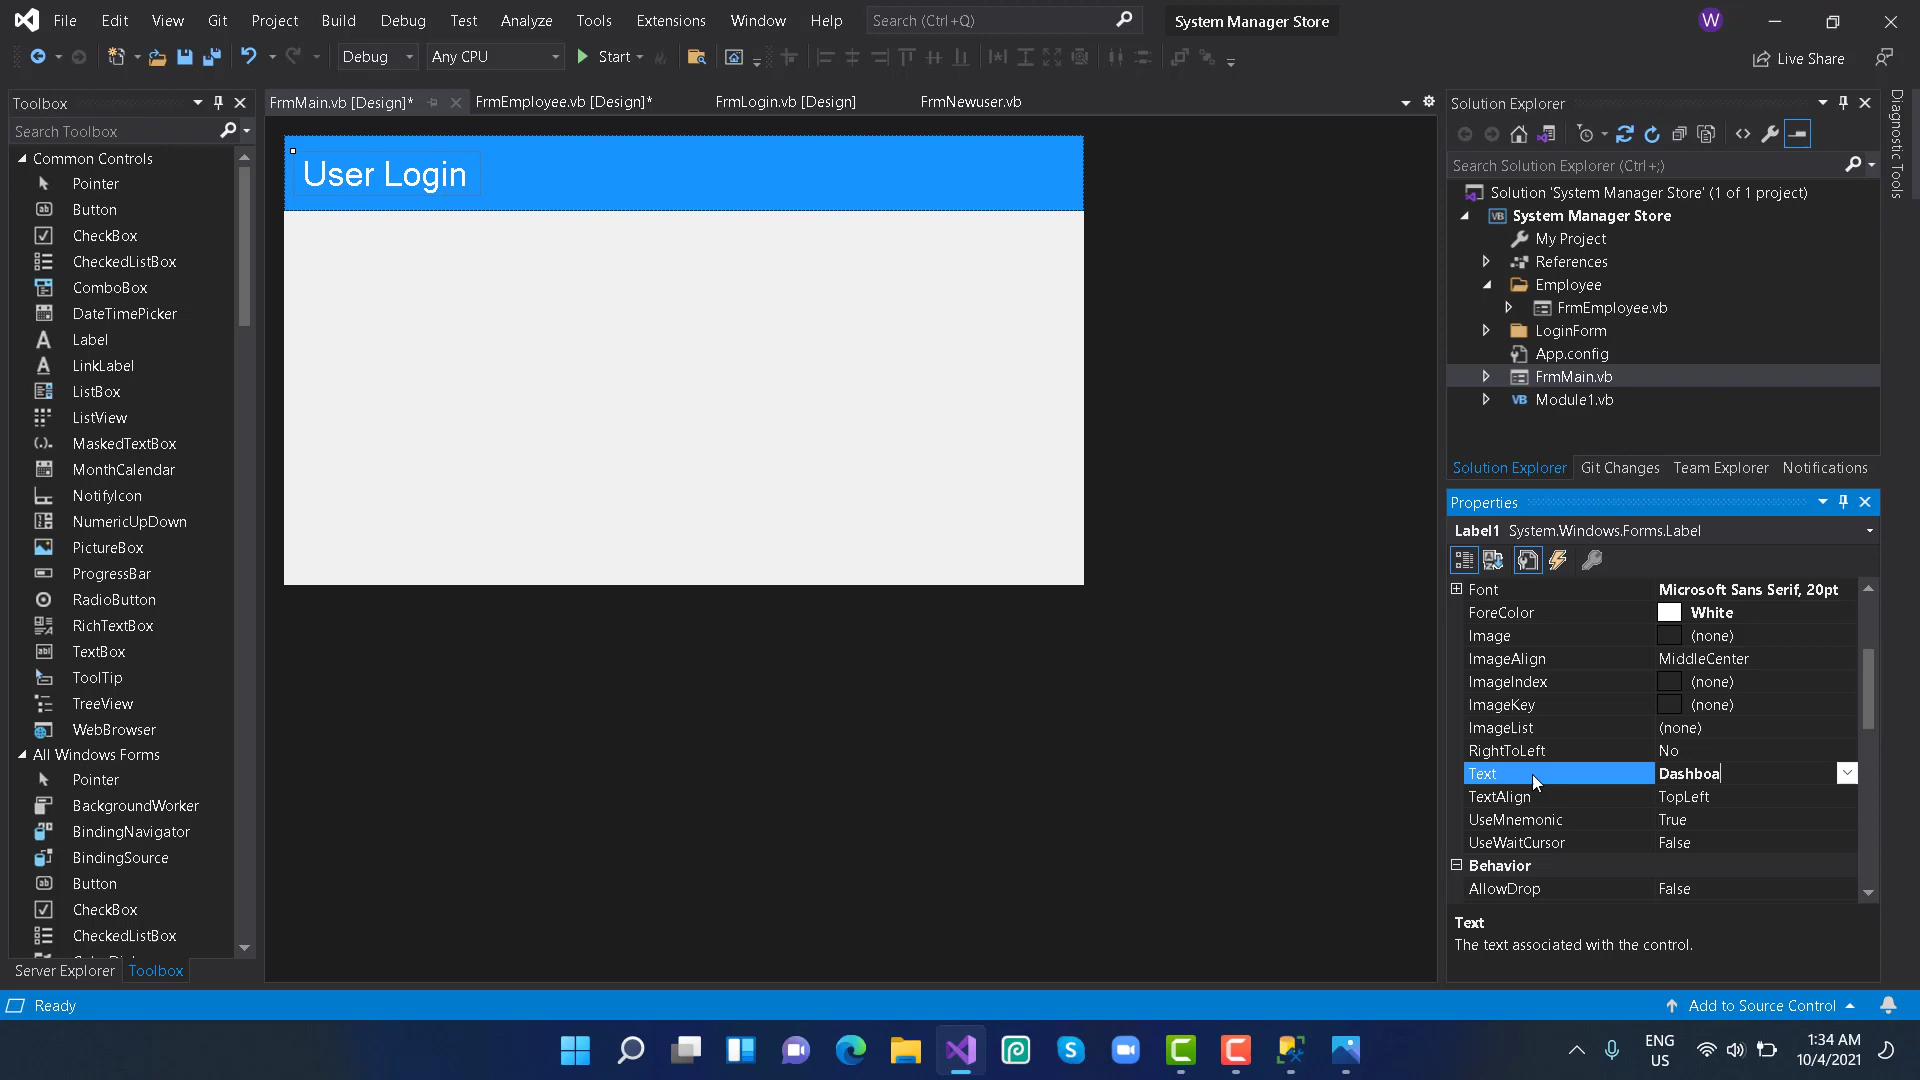 File Edit View Git Project Build Debug Test Analyze Tools Extensions Window Help Search (Ctrl+Q) System Manager Store W
Debug Any CPU Start Live Share
Toolbox
Search Toolbox
Common Controls
Pointer
Button
CheckBox
CheckedListBox
ComboBox
DateTimePicker
Label
LinkLabel
ListBox
ListView
MaskedTextBox
MonthCalendar
NotifyIcon
NumericUpDown
PictureBox
ProgressBar
RadioButton
RichTextBox
TextBox
ToolTip
TreeView
WebBrowser
All Windows Forms
Pointer
BackgroundWorker
BindingNavigator
BindingSource
Button
CheckBox
CheckedListBox
Server Explorer Toolbox
FrmMain.vb [Design]* FrmEmployee.vb [Design]* FrmLogin.vb [Design] FrmNewuser.vb
User Login
Solution Explorer
Search Solution Explorer (Ctrl+;)
Solution 'System Manager Store' (1 of 1 project)
VB System Manager Store
My Project
References
Employee
FrmEmployee.vb
LoginForm
App.config
FrmMain.vb
VB Module1.vb
Solution Explorer Git Changes Team Explorer Notifications
Properties
Label1 System.Windows.Forms.Label
Font Microsoft Sans Serif, 20pt
ForeColor White
Image (none)
ImageAlign MiddleCenter
ImageIndex (none)
ImageKey (none)
ImageList (none)
RightToLeft No
Text Dashboa
TextAlign TopLeft
UseMnemonic True
UseWaitCursor False
Behavior
AllowDrop False
Text
The text associated with the control.
Diagnostic Tools
Ready Add to Source Control
ENG
US
1:34 AM
10/4/2021